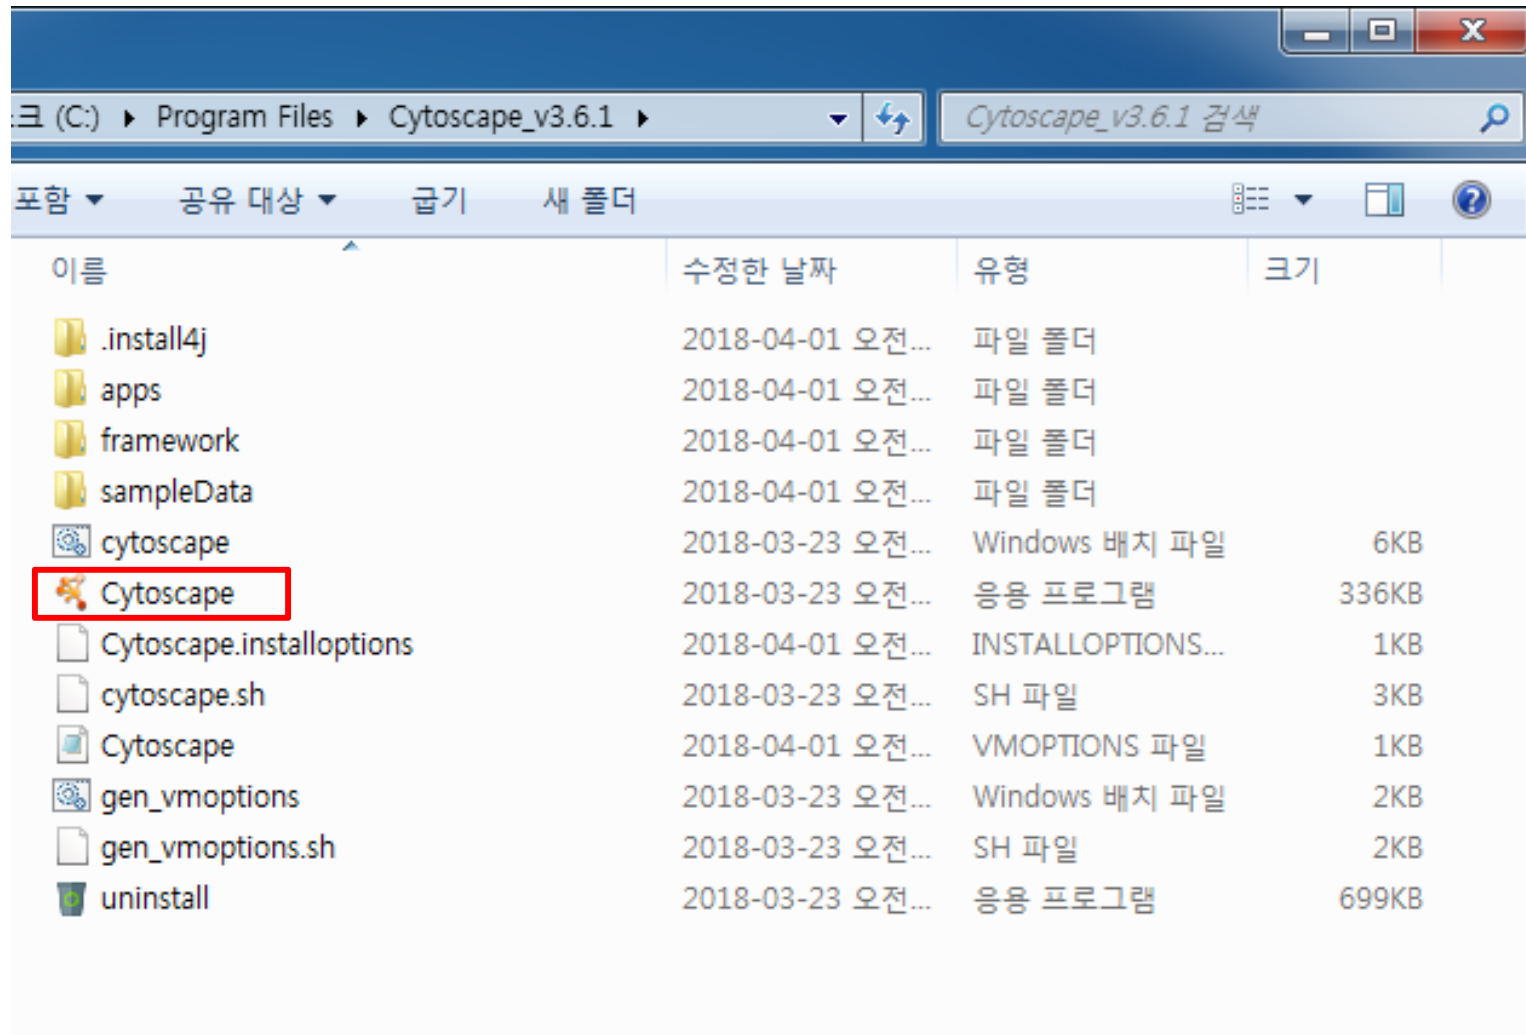 크 (C:) Program Files Cytoscape_v3.6.1 Cytoscape_v3.6.1 검색
포함 공유 대상 굽기 새 폴더
이름 수정한 날짜 유형 크기
.install4j 2018-04-01 오전... 파일 폴더
apps 2018-04-01 오전... 파일 폴더
framework 2018-04-01 오전... 파일 폴더
sampleData 2018-04-01 오전... 파일 폴더
cytoscape 2018-03-23 오전... Windows 배치 파일 6KB
Cytoscape 2018-03-23 오전... 응용 프로그램 336KB
Cytoscape.installoptions 2018-04-01 오전... INSTALLOPTIONS... 1KB
cytoscape.sh 2018-03-23 오전... SH 파일 3KB
Cytoscape 2018-04-01 오전... VMOPTIONS 파일 1KB
gen_vmoptions 2018-03-23 오전... Windows 배치 파일 2KB
gen_vmoptions.sh 2018-03-23 오전... SH 파일 2KB
uninstall 2018-03-23 오전... 응용 프로그램 699KB